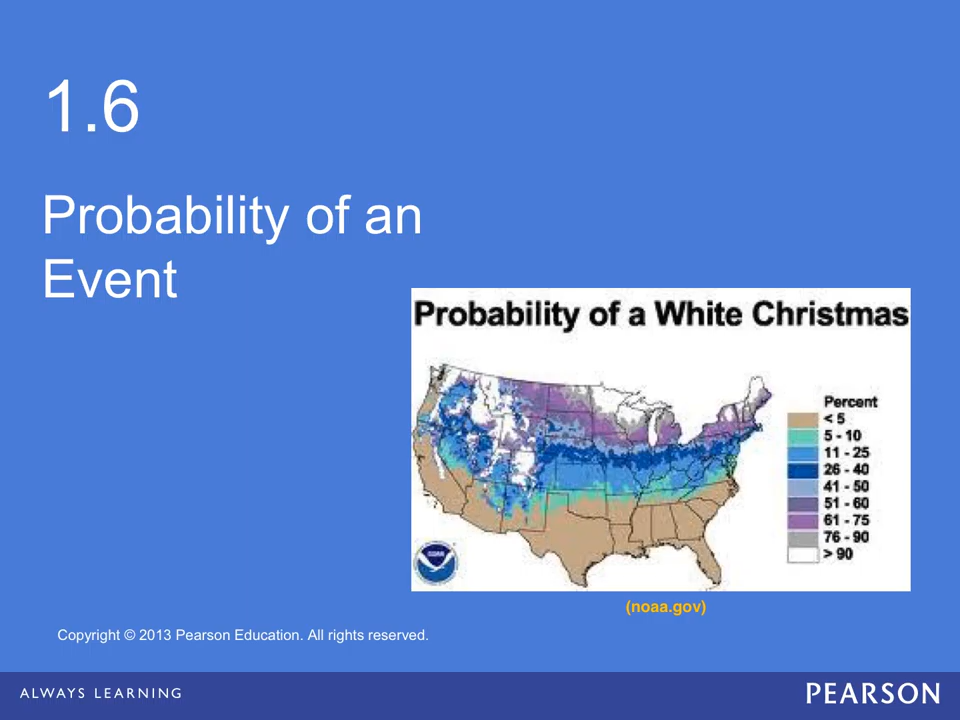 1.6
Probability of an
Event
Probability of a White Christmas
Percent
< 5
5 - 10
11 - 25
26 - 40
41 - 50
51 - 60
61 - 75
76 - 90
> 90
NOAA
(noaa.gov)
Copyright © 2013 Pearson Education. All rights reserved.
ALWAYS LEARNING
PEARSON